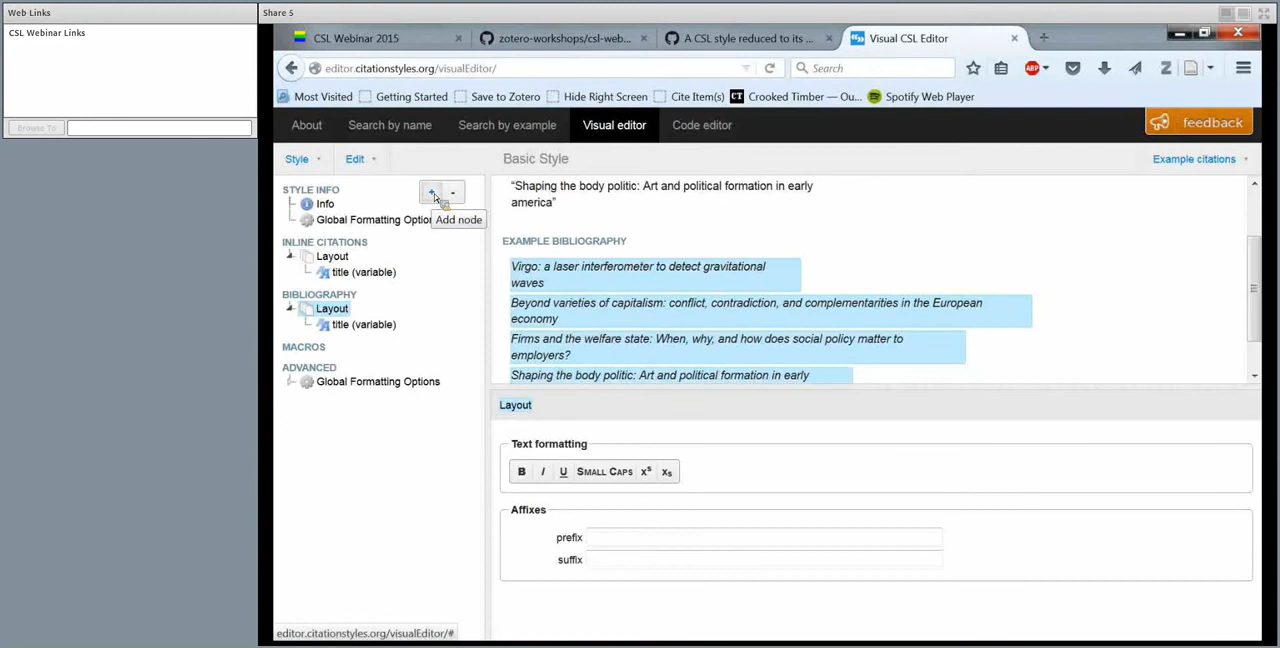 Web Links
CSL Webinar Links
Browse To
Share 5
CSL Webinar 2015
zotero-workshops/csl-web...
A CSL style reduced to its ...
Visual CSL Editor
editor.citationstyles.org/visualEditor/
Search
ABP
Most Visited
Getting Started
Save to Zotero
Hide Right Screen
Cite Item(s)
CT Crooked Timber — Ou...
Spotify Web Player
About
Search by name
Search by example
Visual editor
Code editor
feedback
Style
Edit
Basic Style
Example citations
STYLE INFO
+ -
Info
Global Formatting Optio
Add node
INLINE CITATIONS
Layout
title (variable)
BIBLIOGRAPHY
Layout
title (variable)
MACROS
ADVANCED
Global Formatting Options
“Shaping the body politic: Art and political formation in early
america”
EXAMPLE BIBLIOGRAPHY
Virgo: a laser interferometer to detect gravitational
waves
Beyond varieties of capitalism: conflict, contradiction, and complementarities in the European
economy
Firms and the welfare state: When, why, and how does social policy matter to
employers?
Shaping the body politic: Art and political formation in early
Layout
Text formatting
B I U SMALL CAPS x^s x_s
Affixes
prefix
suffix
editor.citationstyles.org/visualEditor/#